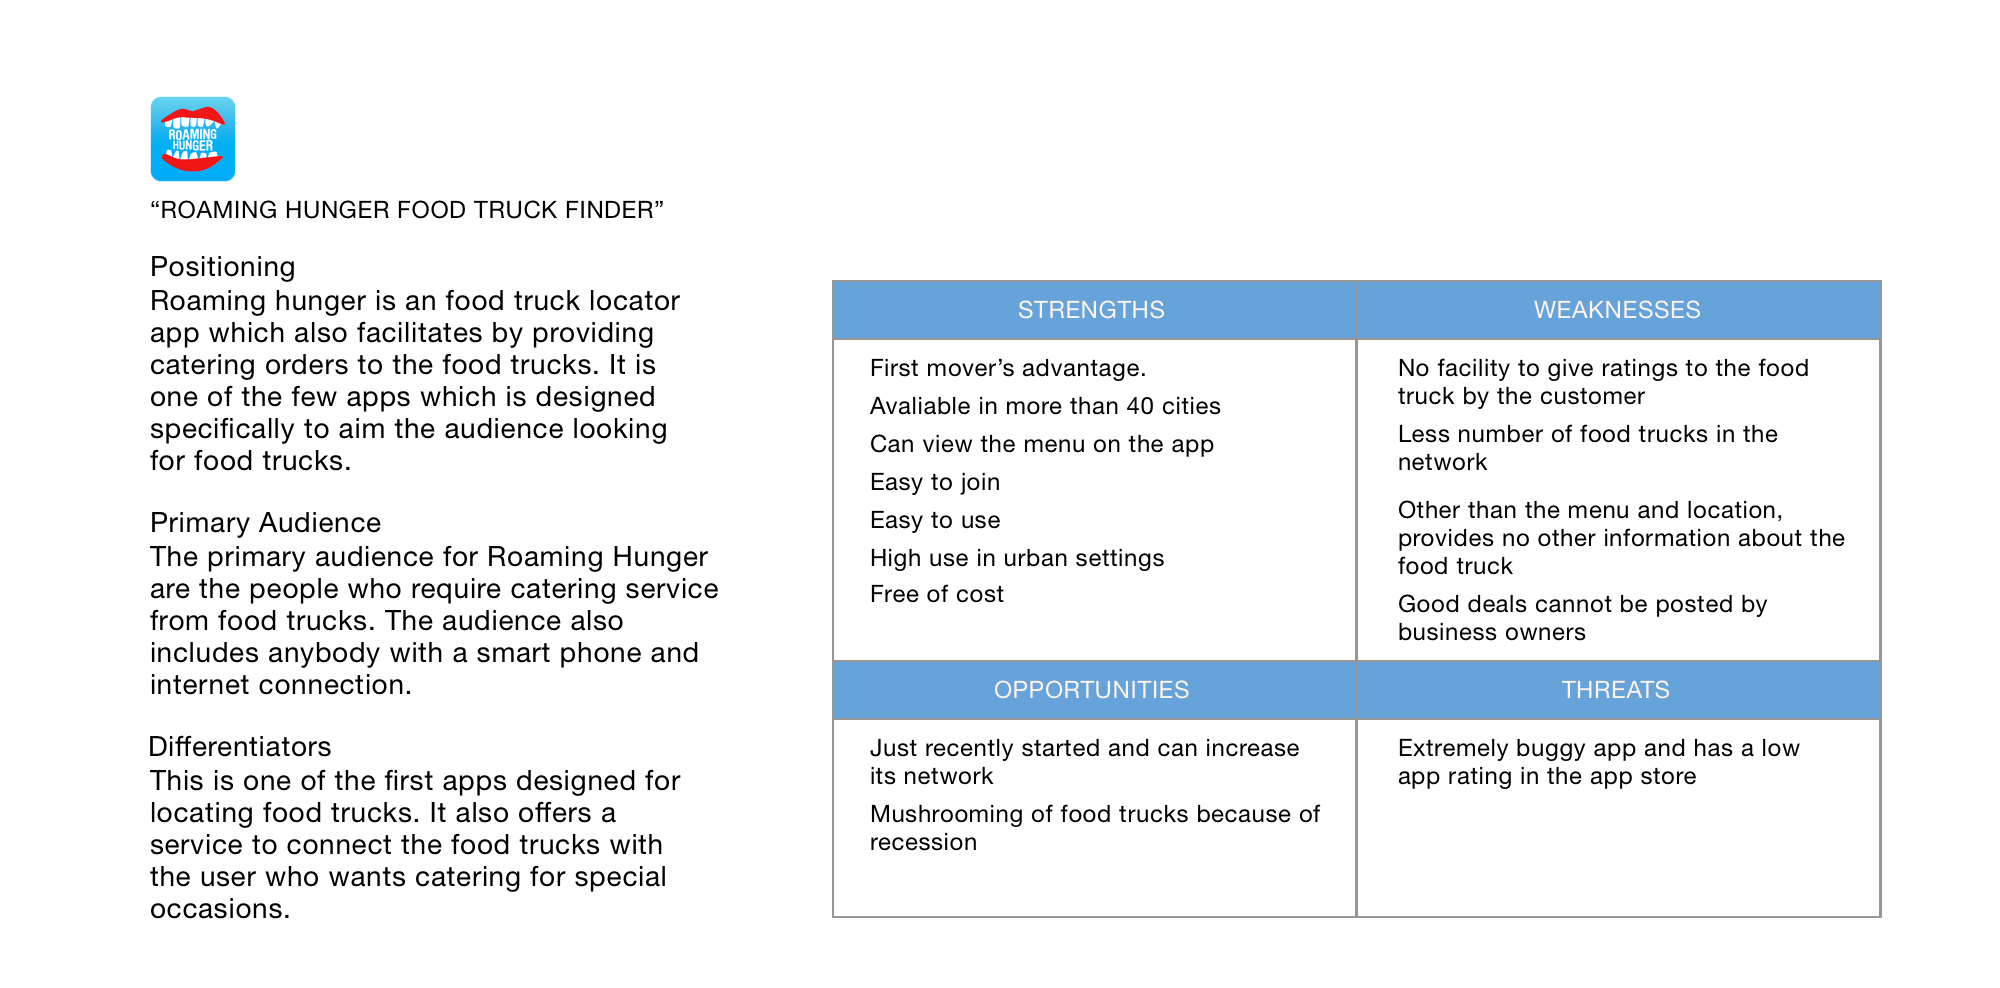 ROAMING
HUNGER
“ROAMING HUNGER FOOD TRUCK FINDER”
Positioning
Roaming hunger is an food truck locator
app which also facilitates by providing
catering orders to the food trucks. It is
one of the few apps which is designed
specifically to aim the audience looking
for food trucks.
Primary Audience
The primary audience for Roaming Hunger
are the people who require catering service
from food trucks. The audience also
includes anybody with a smart phone and
internet connection.
Differentiators
This is one of the first apps designed for
locating food trucks. It also offers a
service to connect the food trucks with
the user who wants catering for special
occasions.
STRENGTHS
First mover’s advantage.
Avaliable in more than 40 cities
Can view the menu on the app
Easy to join
Easy to use
High use in urban settings
Free of cost
WEAKNESSES
No facility to give ratings to the food
truck by the customer
Less number of food trucks in the
network
Other than the menu and location,
provides no other information about the
food truck
Good deals cannot be posted by
business owners
OPPORTUNITIES
Just recently started and can increase
its network
Mushrooming of food trucks because of
recession
THREATS
Extremely buggy app and has a low
app rating in the app store